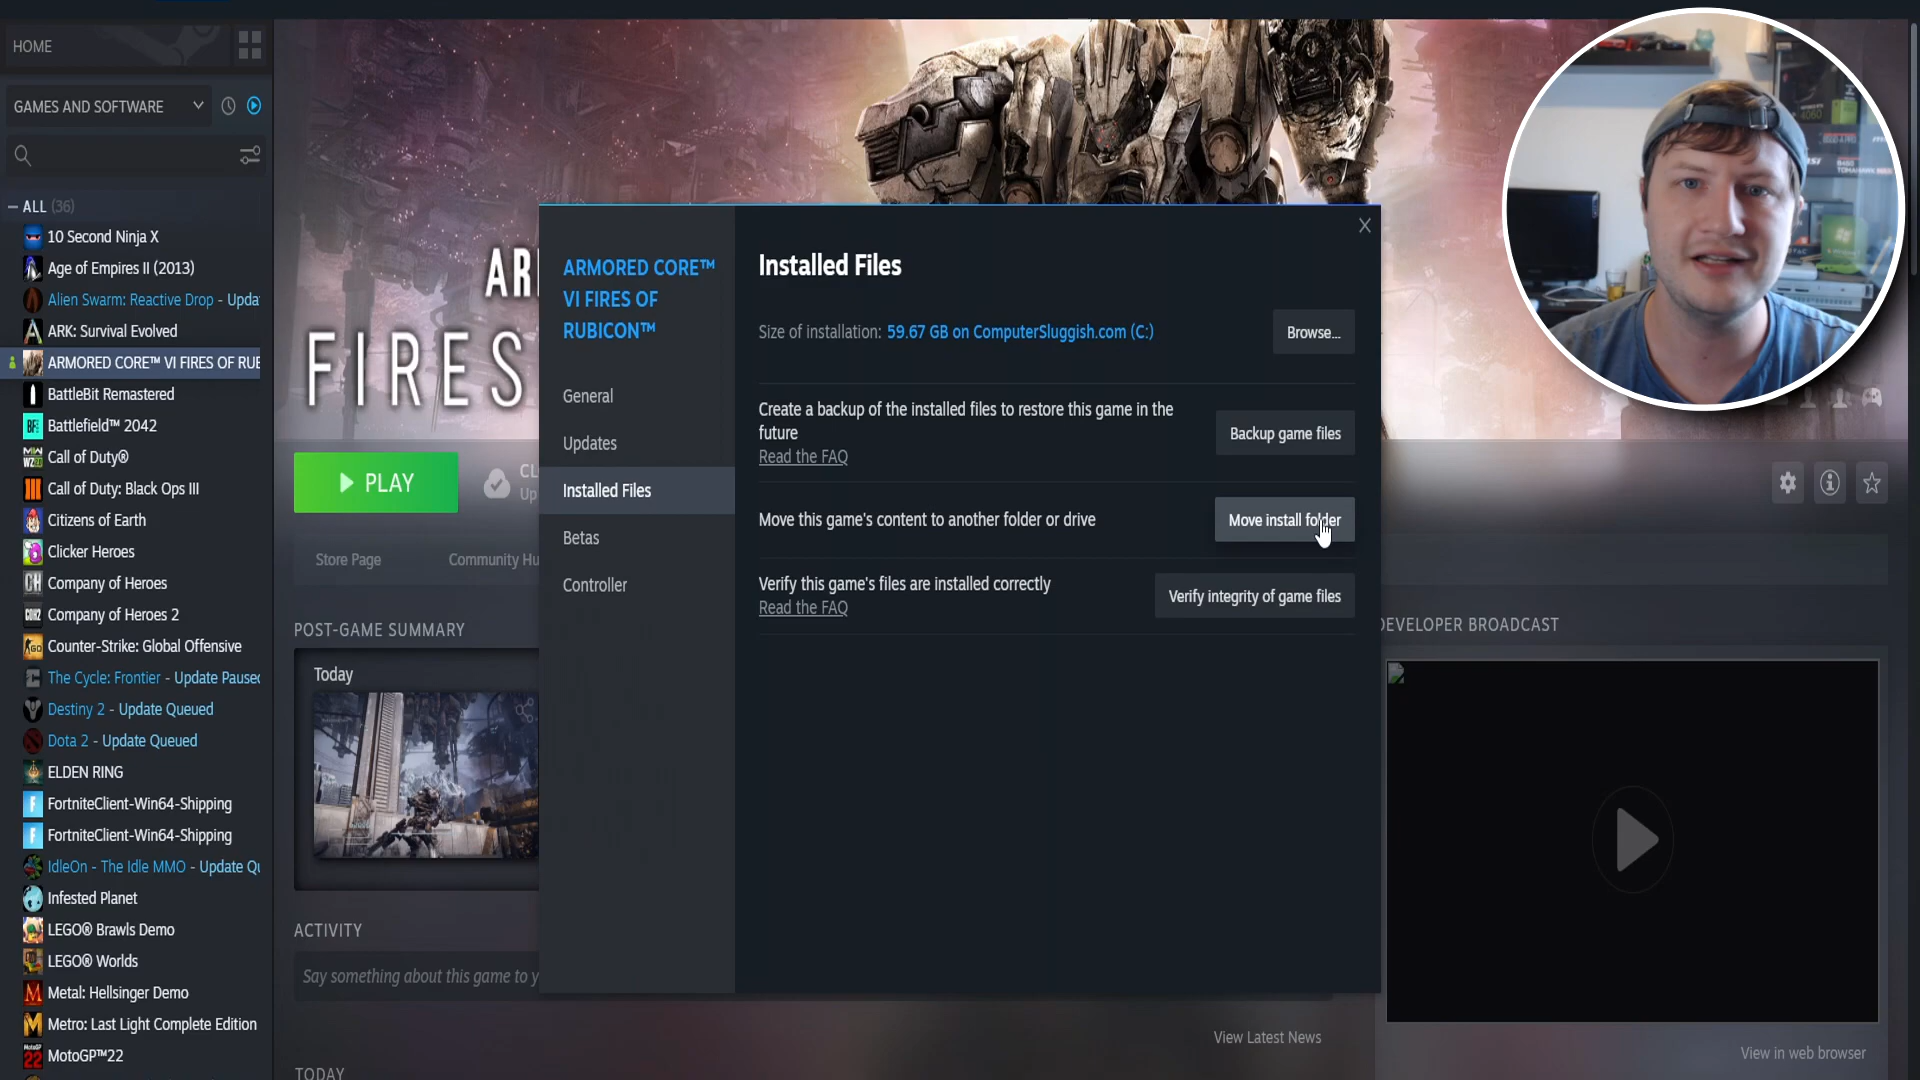 HOME
GAMES AND SOFTWARE
ALL (36)
10 Second Ninja X
Age of Empires II (2013)
Alien Swarm: Reactive Drop - Upda
ARK: Survival Evolved
ARMORED CORE™ VI FIRES OF RUB
BattleBit Remastered
Battlefield™ 2042
Call of Duty®
Call of Duty: Black Ops III
Citizens of Earth
Clicker Heroes
Company of Heroes
Company of Heroes 2
Counter-Strike: Global Offensive
The Cycle: Frontier - Update Paused
Destiny 2 - Update Queued
Dota 2 - Update Queued
ELDEN RING
FortniteClient-Win64-Shipping
FortniteClient-Win64-Shipping
IdleOn - The Idle MMO - Update Qu
Infested Planet
LEGO® Brawls Demo
LEGO® Worlds
Metal: Hellsinger Demo
Metro: Last Light Complete Edition
MotoGP™22
AR
FIRES
PLAY
CL
Up
Store Page
Community Hu
POST-GAME SUMMARY
Today
ACTIVITY
Say something about this game to y
TODAY
ARMORED CORE™
VI FIRES OF
RUBICON™
General
Updates
Installed Files
Betas
Controller
X
Installed Files
Size of installation: 59.67 GB on ComputerSluggish.com (C:)
Browse...
Create a backup of the installed files to restore this game in the
future
Read the FAQ
Backup game files
Move this game's content to another folder or drive
Move install folder
Verify this game's files are installed correctly
Read the FAQ
Verify integrity of game files
DEVELOPER BROADCAST
View Latest News
View in web browser